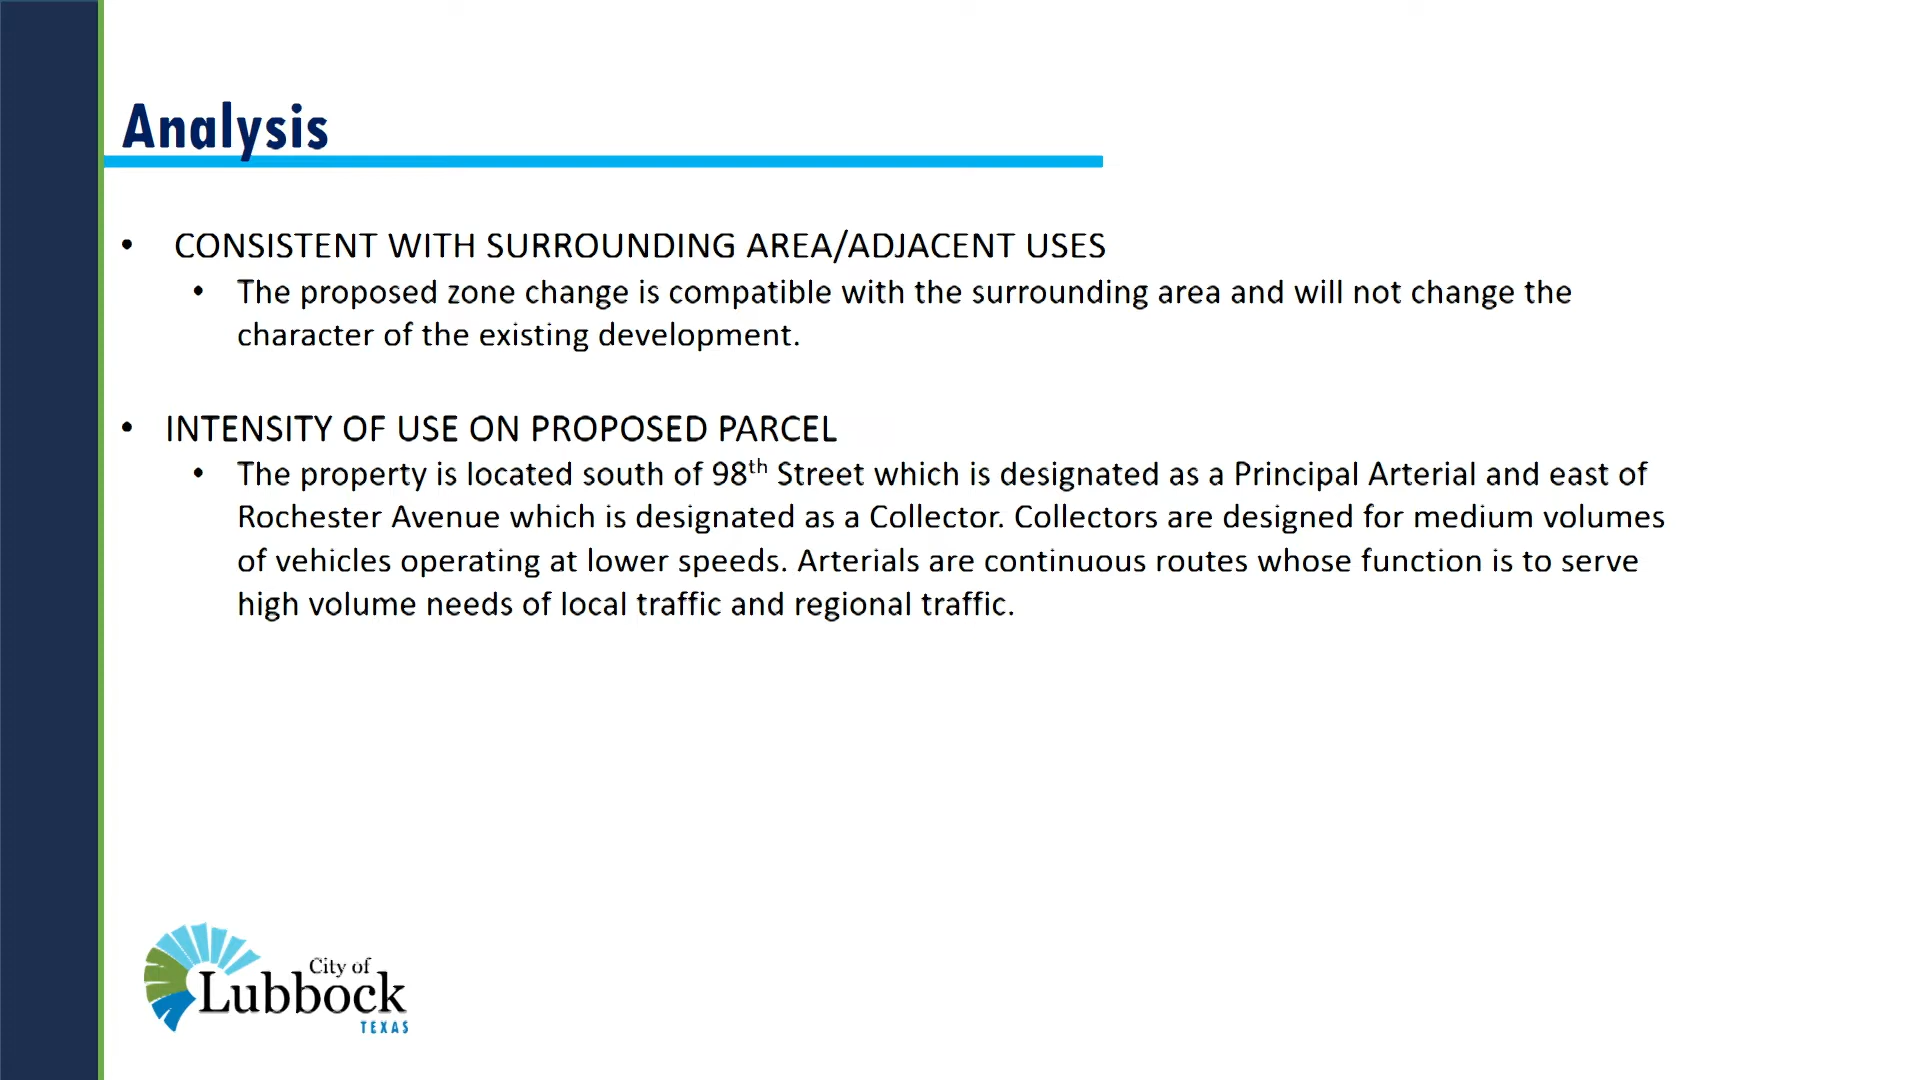 Analysis
• CONSISTENT WITH SURROUNDING AREA/ADJACENT USES
• The proposed zone change is compatible with the surrounding area and will not change the
character of the existing development.
• INTENSITY OF USE ON PROPOSED PARCEL
• The property is located south of 98th Street which is designated as a Principal Arterial and east of
Rochester Avenue which is designated as a Collector. Collectors are designed for medium volumes
of vehicles operating at lower speeds. Arterials are continuous routes whose function is to serve
high volume needs of local traffic and regional traffic.
City of
Lubbock
TEXAS